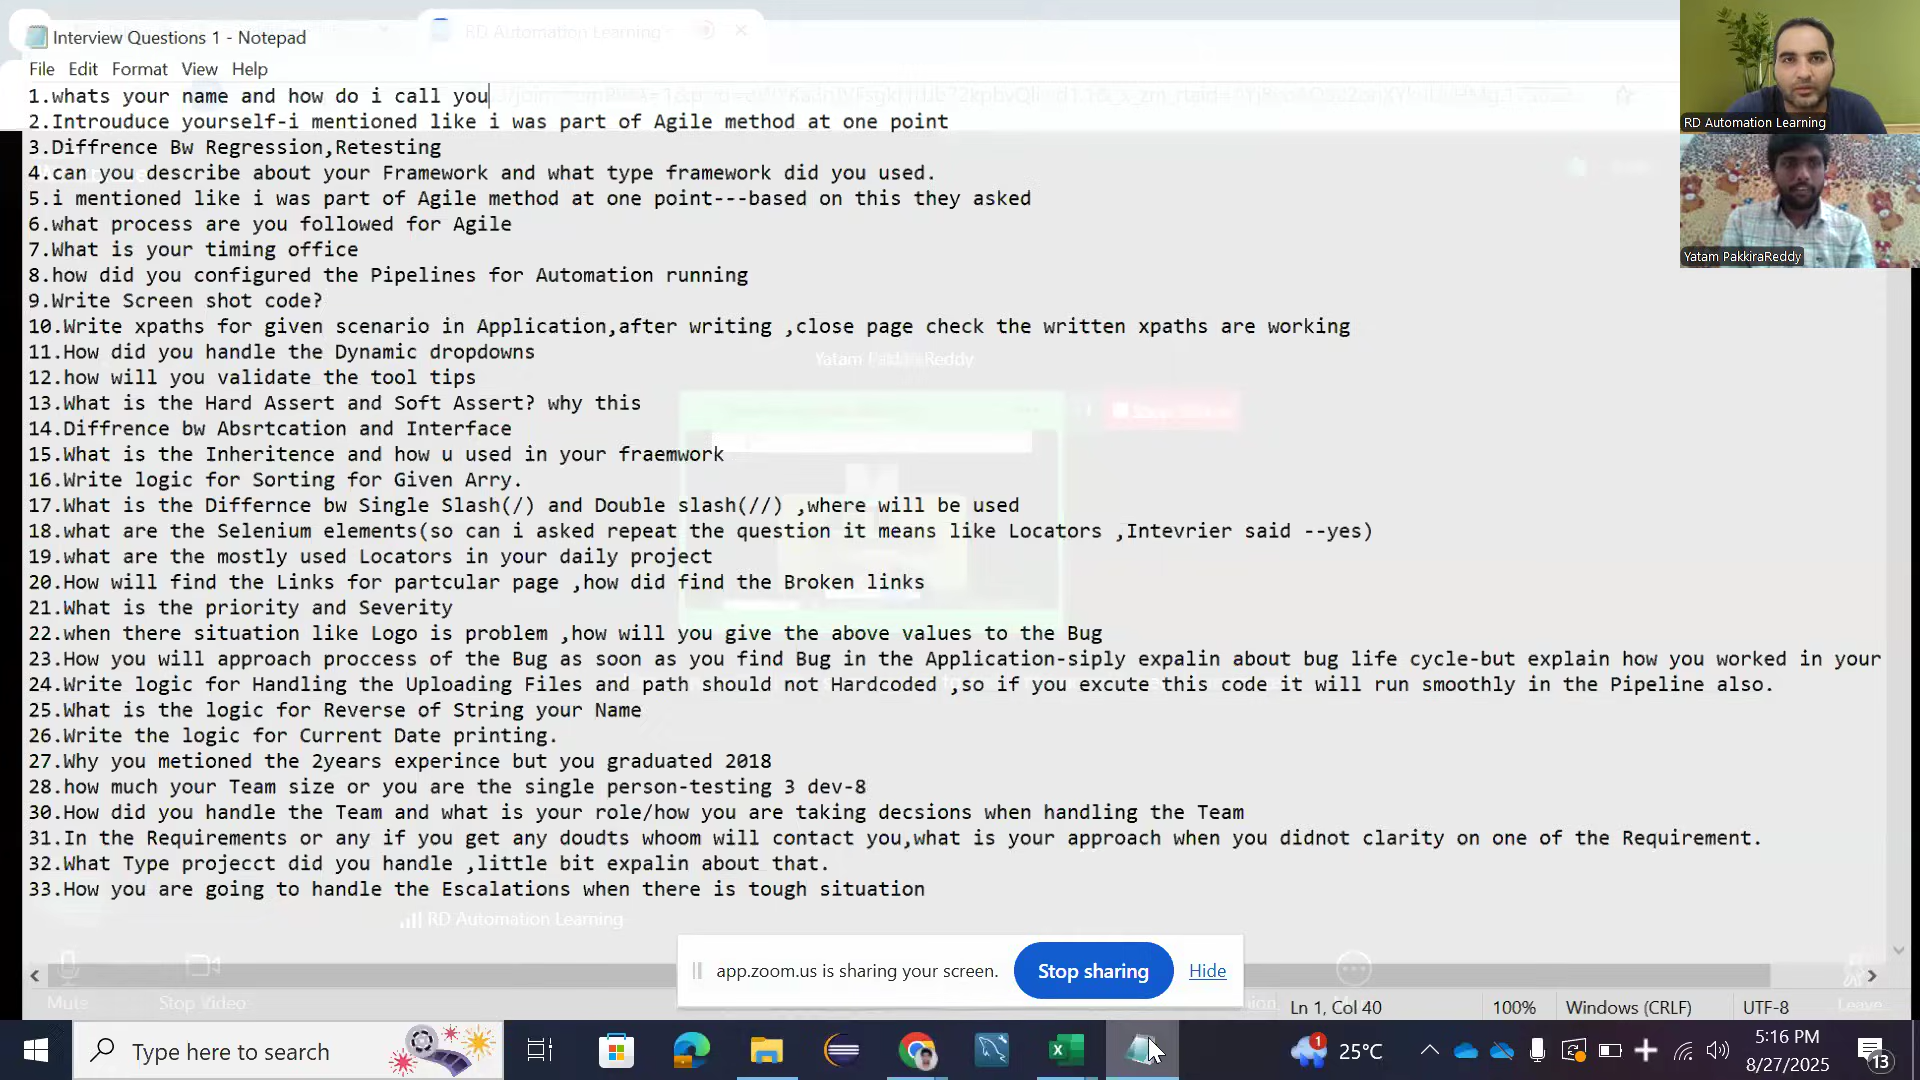 RD Automation Learning
Interview Questions 1 - Notepad
File Edit Format View Help
1.whats your name and how do i call you
2.Introuduce yourself-i mentioned like i was part of Agile method at one point
3.Diffrence Bw Regression,Retesting
4.can you describe about your Framework and what type framework did you used.
5.i mentioned like i was part of Agile method at one point---based on this they asked
6.what process are you followed for Agile
7.What is your timing office
8.how did you configured the Pipelines for Automation running
9.Write Screen shot code?
10.Write xpaths for given scenario in Application,after writing ,close page check the written xpaths are working
11.How did you handle the Dynamic dropdowns
12.how will you validate the tool tips
13.What is the Hard Assert and Soft Assert? why this
14.Diffrence bw Absrtcation and Interface
15.What is the Inheritence and how u used in your fraemwork
16.Write logic for Sorting for Given Arry.
17.What is the Differnce bw Single Slash(/) and Double slash(//) ,where will be used
18.what are the Selenium elements(so can i asked repeat the question it means like Locators ,Intevrier said --yes)
19.what are the mostly used Locators in your daily project
20.How will find the Links for partcular page ,how did find the Broken links
21.What is the priority and Severity
22.when there situation like Logo is problem ,how will you give the above values to the Bug
23.How you will approach proccess of the Bug as soon as you find Bug in the Application-siply expalin about bug life cycle-but explain how you worked in your
24.Write logic for Handling the Uploading Files and path should not Hardcoded ,so if you excute this code it will run smoothly in the Pipeline also.
25.What is the logic for Reverse of String your Name
26.Write the logic for Current Date printing.
27.Why you metioned the 2years experince but you graduated 2018
28.how much your Team size or you are the single person-testing 3 dev-8
30.How did you handle the Team and what is your role/how you are taking decsions when handling the Team
31.In the Requirements or any if you get any doudts whoom will contact you,what is your approach when you didnot clarity on one of the Requirement.
32.What Type projecct did you handle ,little bit expalin about that.
33.How you are going to handle the Escalations when there is tough situation
RD Automation Learning
Yatam PakkiraReddy
Yatam PakkiraReddy
RD Automation Learning
app.zoom.us is sharing your screen. Stop sharing Hide
Mute Stop Video Leave
Ln 1, Col 40 100% Windows (CRLF) UTF-8
Type here to search
1 25°C
5:16 PM
8/27/2025
13